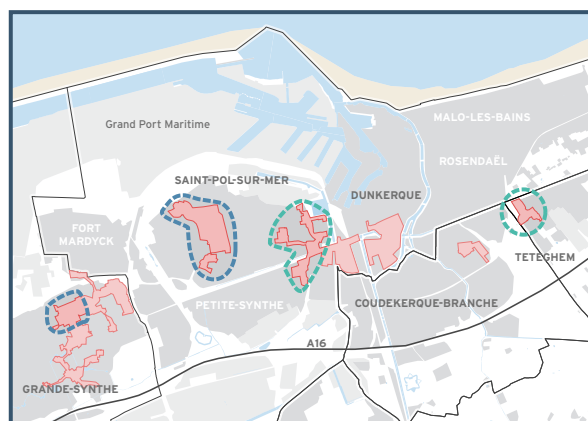 MALO-LES-BAINS
Grand Port Maritime
ROSENDAËL
SAINT-POL-SUR-MER
DUNKERQUE
FORT
MARDYCK
TETEGHEM
PETITE-SYNTHE
COUDEKERQUE-BRANCHE
A16
GRANDE-SYNTHE